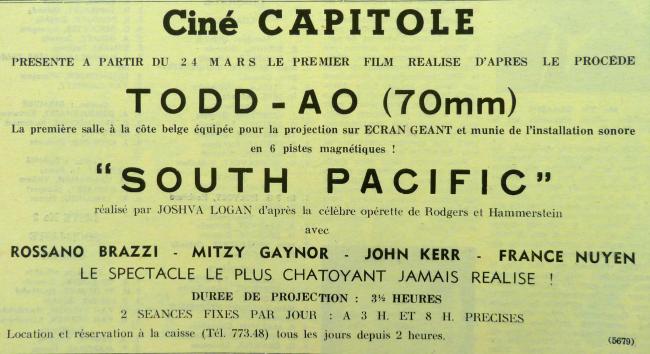 Ciné CAPITOLE
PRESENTE A PARTIR DU 24 MARS LE PREMIER FILM REALISE D'APRES LE PROCEDE
TODD-AO (70mm)
La première salle à la côte belge équipée pour la projection sur ECRAN GEANT et munie de l'installation sonore
en 6 pistes magnétiques !
"SOUTH PACIFIC"
réalisé par JOSHVA LOGAN d'après la célèbre opérette de Rodgers et Hammerstein
avec
ROSSANO BRAZZI - MITZY GAYNOR - JOHN KERR - FRANCE NUYEN
LE SPECTACLE LE PLUS CHATOYANT JAMAIS REALISE !
DUREE DE PROJECTION : 3½ HEURES
2 SEANCES FIXES PAR JOUR : A 3 H. ET 8 H. PRECISES
Location et réservation à la caisse (Tél. 773.48) tous les jours depuis 2 heures.
(5679)